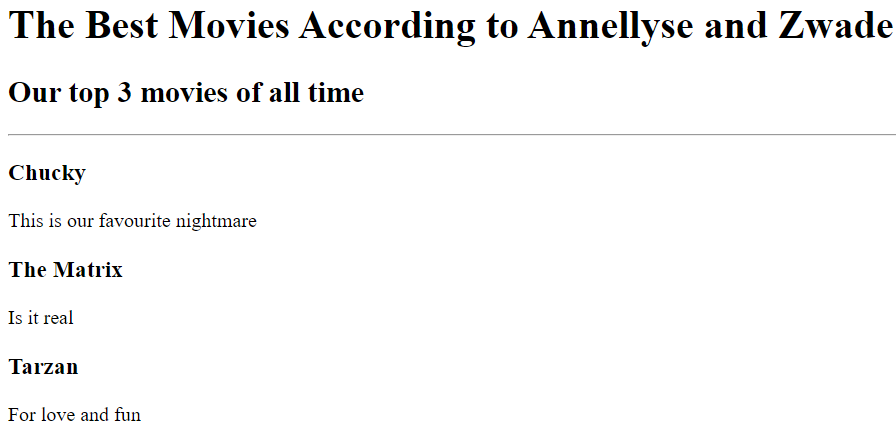 The Best Movies According to Annellyse and Zwade
Our top 3 movies of all time
Chucky
This is our favourite nightmare
The Matrix
Is it real
Tarzan
For love and fun